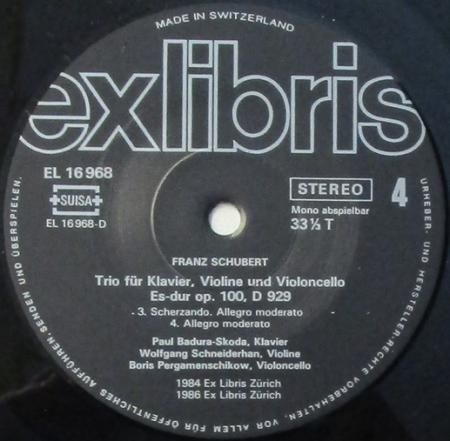 MADE IN SWITZERLAND
exlibris
EL 16 968
SUISA
EL 16 968-D
STEREO
4
Mono abspielbar
33⅓ T
FRANZ SCHUBERT
Trio für Klavier, Violine und Violoncello
Es-dur op. 100, D 929
3. Scherzando. Allegro moderato
4. Allegro moderato
Paul Badura-Skoda, Klavier
Wolfgang Schneiderhan, Violine
Boris Pergamenschikow, Violoncello
1984 Ex Libris Zürich
1986 Ex Libris Zürich
URHEBER- UND HERSTELLER-RECHTE VORBEHALTEN. VOR ALLEM FÜR ÖFFENTLICHES AUFFÜHREN, SENDEN UND ÜBERSPIELEN.